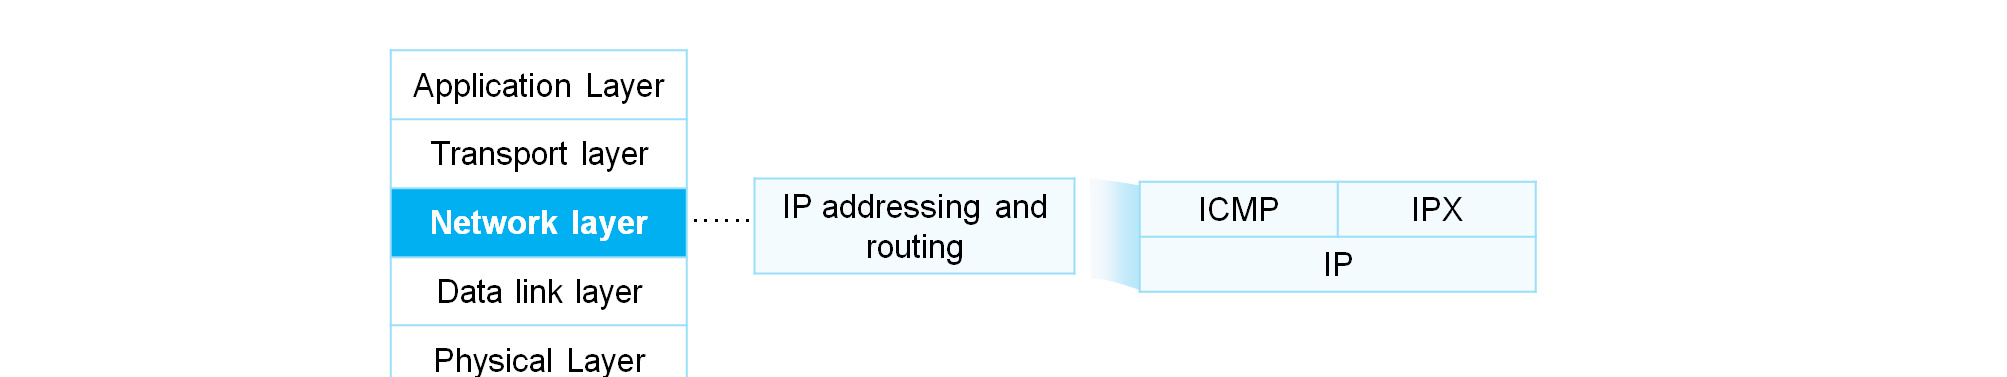 Application Layer
Transport layer
Network layer
Data link layer
Physical Layer
IP addressing and
routing
ICMP
IPX
IP